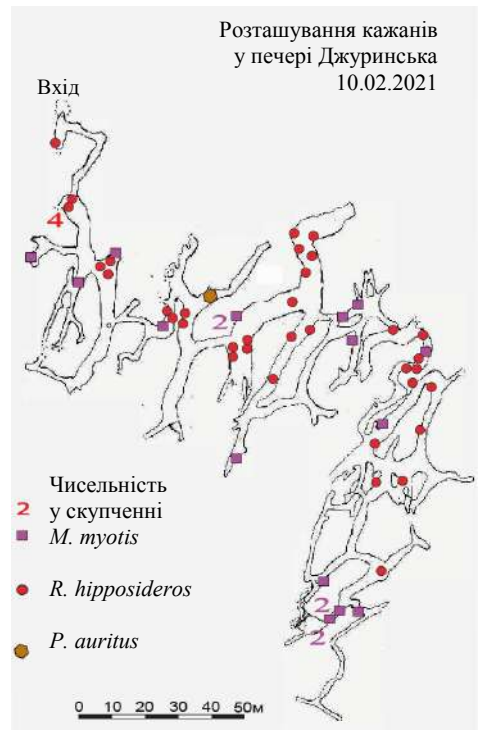 Розташування кажанів
у печері Джуринська
10.02.2021
Вхід
4
2
Чисельність
2 у скупченні
M. myotis
R. hipposideros
2
2
P. auritus
0 10 20 30 40 50м